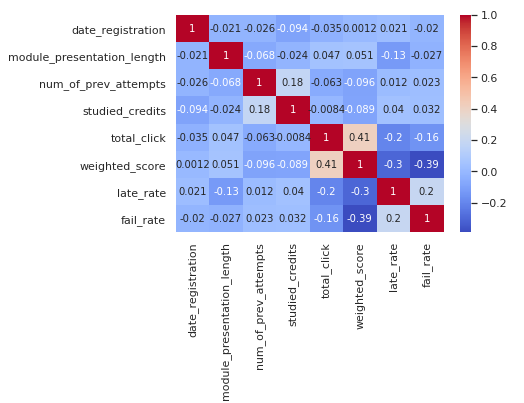 date_registration 1 -0.021 -0.026 -0.094 -0.035 0.0012 0.021 -0.02
module_presentation_length -0.021 1 -0.068 -0.024 0.047 0.051 -0.13 -0.027
num_of_prev_attempts -0.026 -0.068 1 0.18 -0.063 -0.096 0.012 0.023
studied_credits -0.094 -0.024 0.18 1 -0.0084 -0.089 0.04 0.032
total_click -0.035 0.047 -0.063 -0.0084 1 0.41 -0.2 -0.16
weighted_score 0.0012 0.051 -0.096 -0.089 0.41 1 -0.3 -0.39
late_rate 0.021 -0.13 0.012 0.04 -0.2 -0.3 1 0.2
fail_rate -0.02 -0.027 0.023 0.032 -0.16 -0.39 0.2 1
date_registration
module_presentation_length
num_of_prev_attempts
studied_credits
total_click
weighted_score
late_rate
fail_rate
1.0
0.8
0.6
0.4
0.2
0.0
−0.2